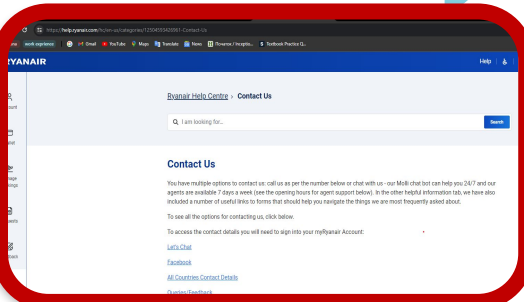 help.ryanair.com/hc/en-us/categories/12504550426961-Contact-Us
work exprience Gmail YouTube Maps Translate News S Textbook Practice Q...
RYANAIR Help
Ryanair Help Centre > Contact Us
I am looking for... Search
Contact Us
You have multiple options to contact us: call us as per the number below or chat with us - our Molli chat bot can help you 24/7 and our
agents are available 7 days a week (see the opening hours for agent support below). In the other helpful information tab, we have also
included a number of useful links to forms that should help you navigate the things we are most frequently asked about.
To see all the options for contacting us, click below.
To access the contact details you will need to sign into your myRyanair Account:
Let's Chat
Facebook
All Countries Contact Details
Queries/Feedback